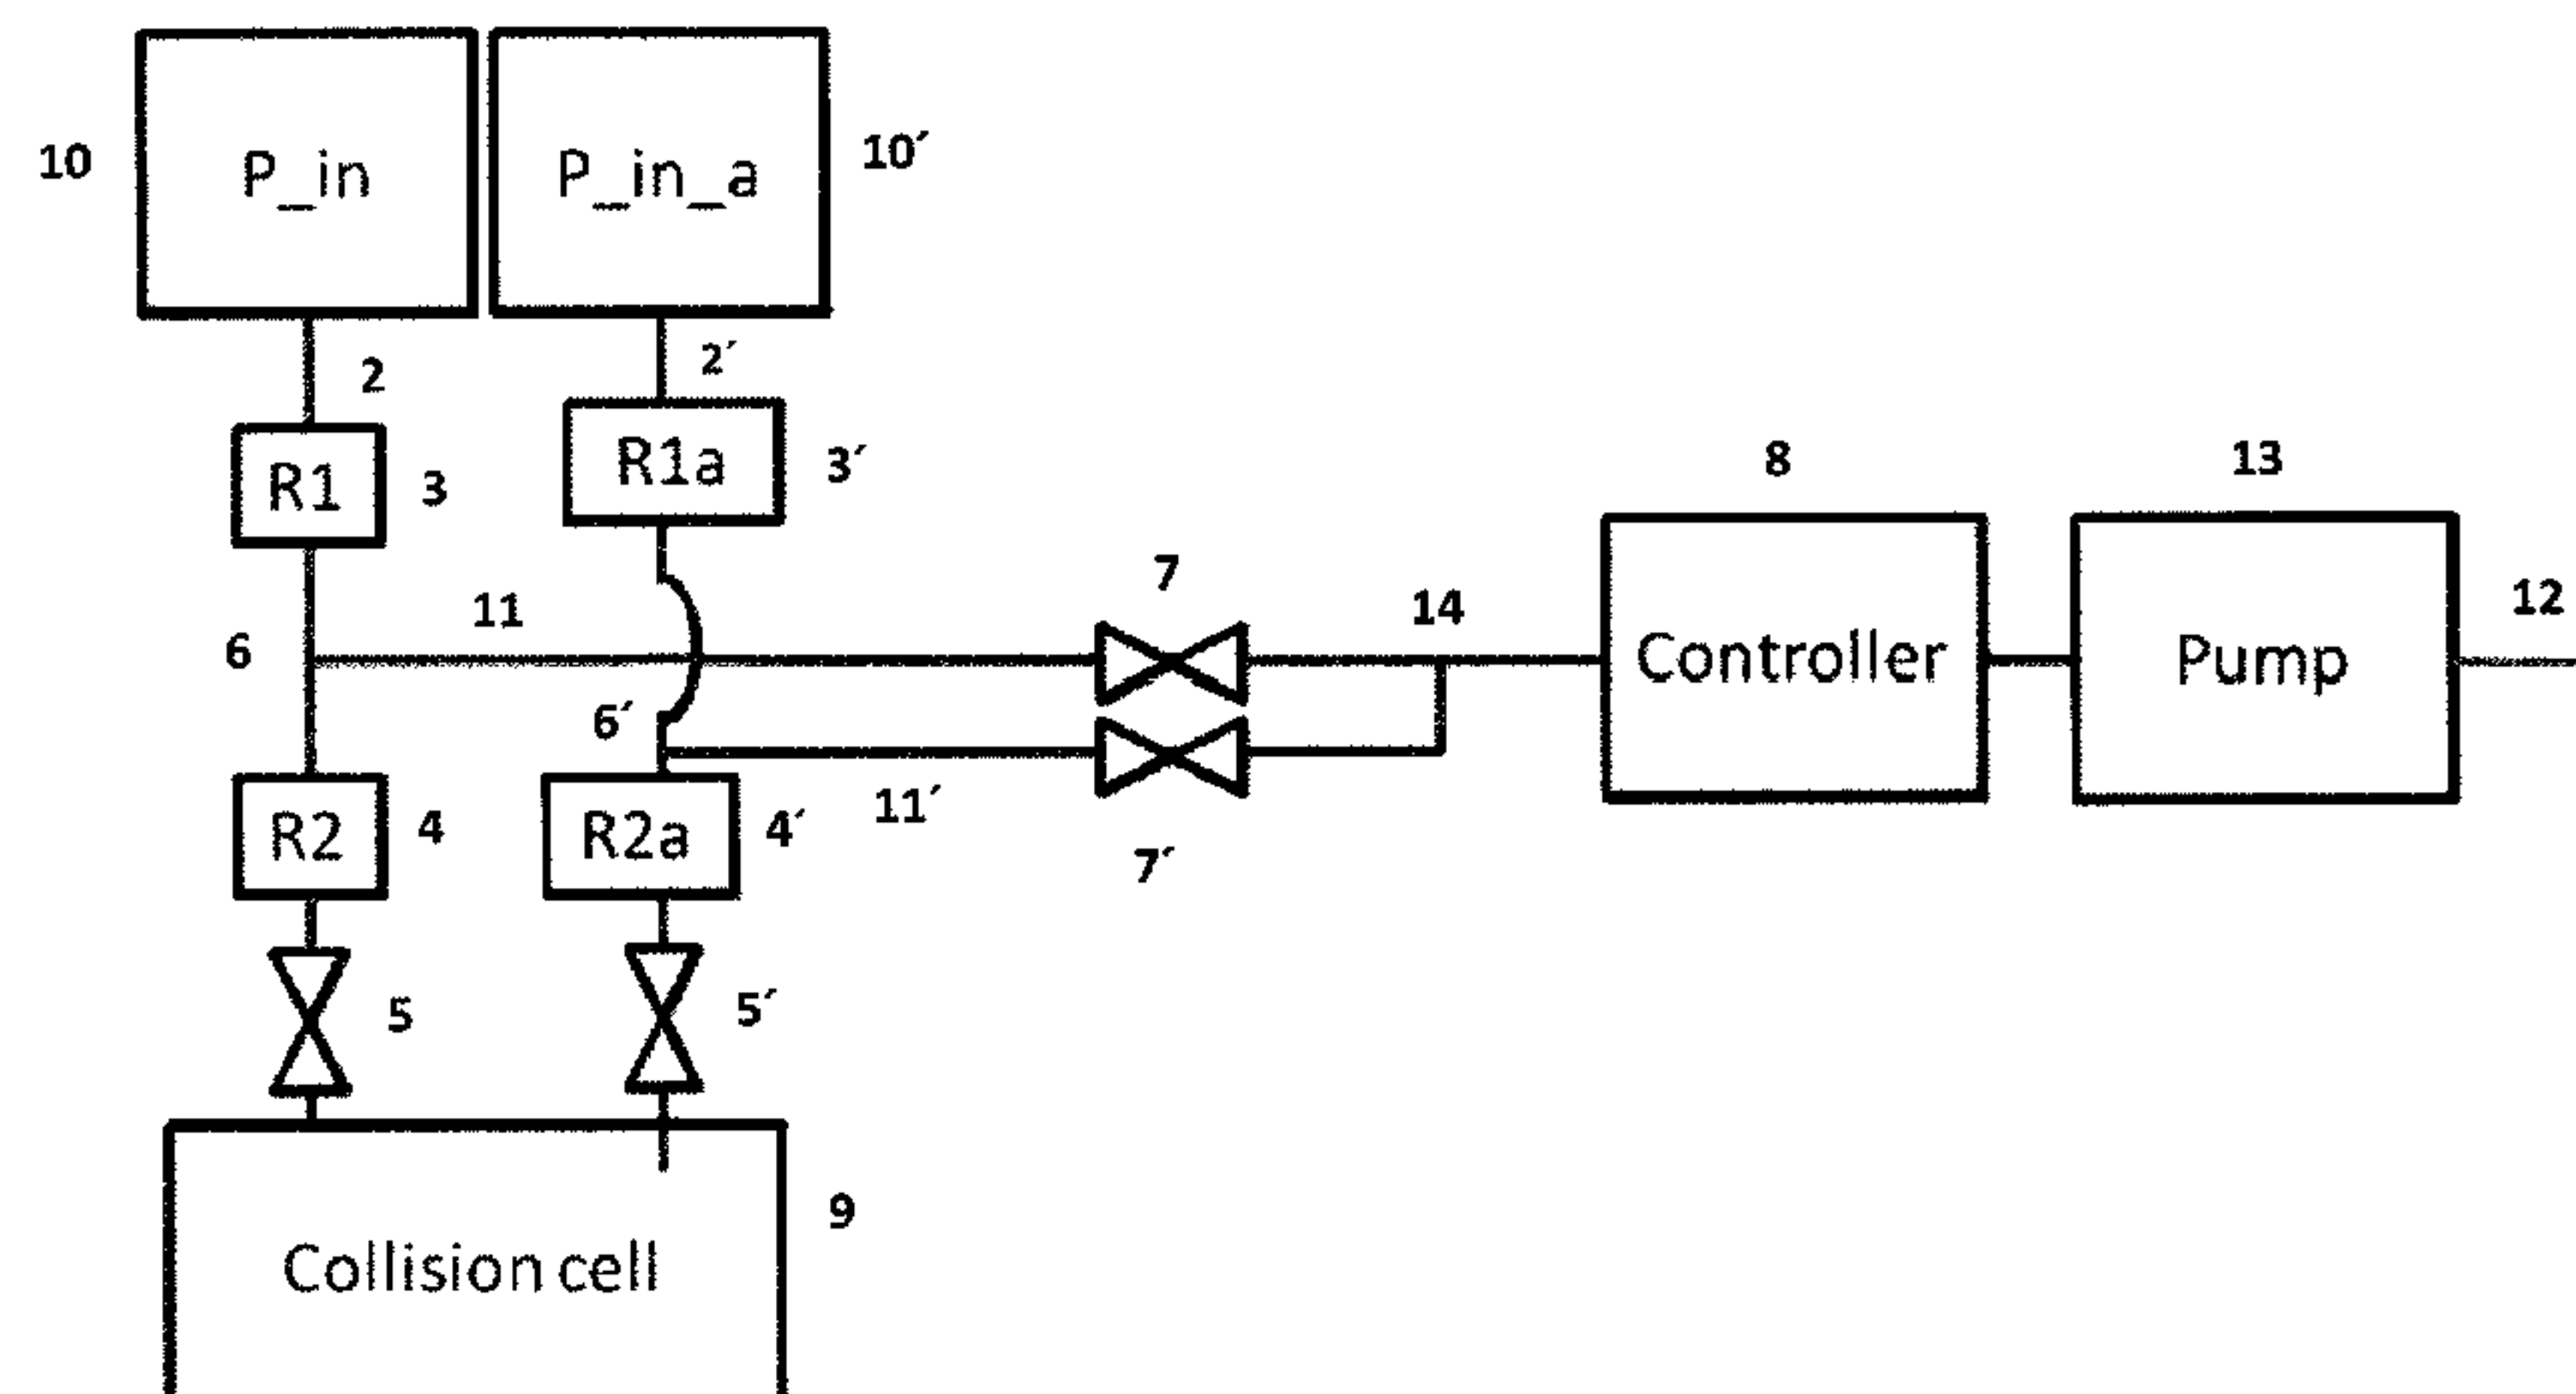 10
P_in
P_in_a
10´
2
2´
R1
3
R1a
3´
8
13
7
11
14
12
6
Controller
Pump
6´
11´
R2
4
R2a
4´
7´
5
5´
9
Collision cell